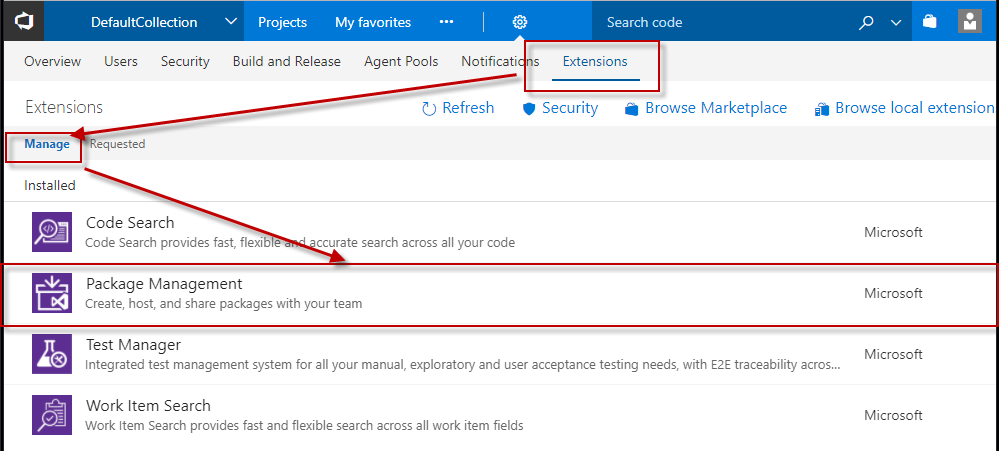 DefaultCollection Projects My favorites ••• Search code
Overview Users Security Build and Release Agent Pools Notifications Extensions
Extensions Refresh Security Browse Marketplace Browse local extension
Manage Requested
Installed
Code Search
Code Search provides fast, flexible and accurate search across all your code
Microsoft
Package Management
Create, host, and share packages with your team
Microsoft
Test Manager
Integrated test management system for all your manual, exploratory and user acceptance testing needs, with E2E traceability acros...
Microsoft
Work Item Search
Work Item Search provides fast and flexible search across all work item fields
Microsoft